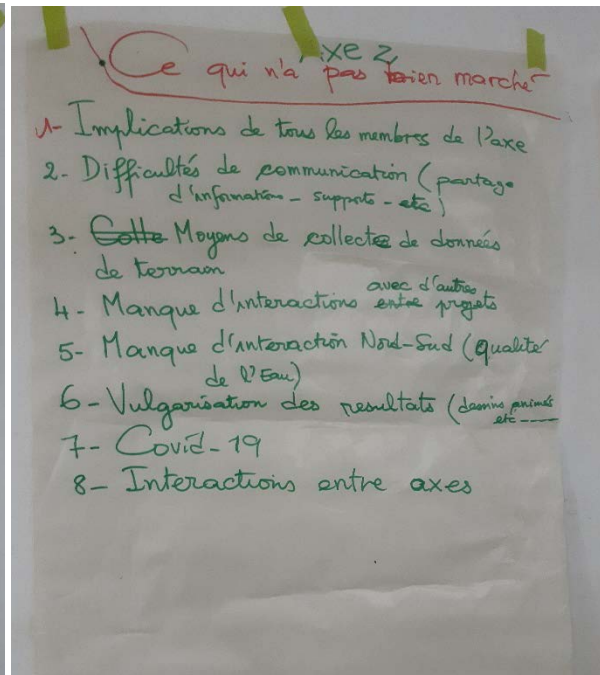 Axe 2
Ce qui n'a pas bien marché
1- Implications de tous les membres de l'axe
2- Difficultés de communication (partage
d'information - supports - etc)
3- Moyens de collecte de données
de terrain
avec d'autres
4- Manque d'interactions entre projets
5- Manque d'interaction Nord-Sud (qualité
de l'Eau)
6- Vulgarisation des resultats (dessins animés
etc ----
7- Covid-19
8- Interactions entre axes